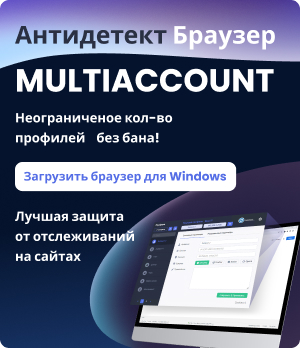 Антидетект Браузер
MULTIACCOUNT
Неограниченое кол-во
профилей без бана!
Загрузить браузер для Windows
Лучшая защита
от отслеживаний
на сайтах